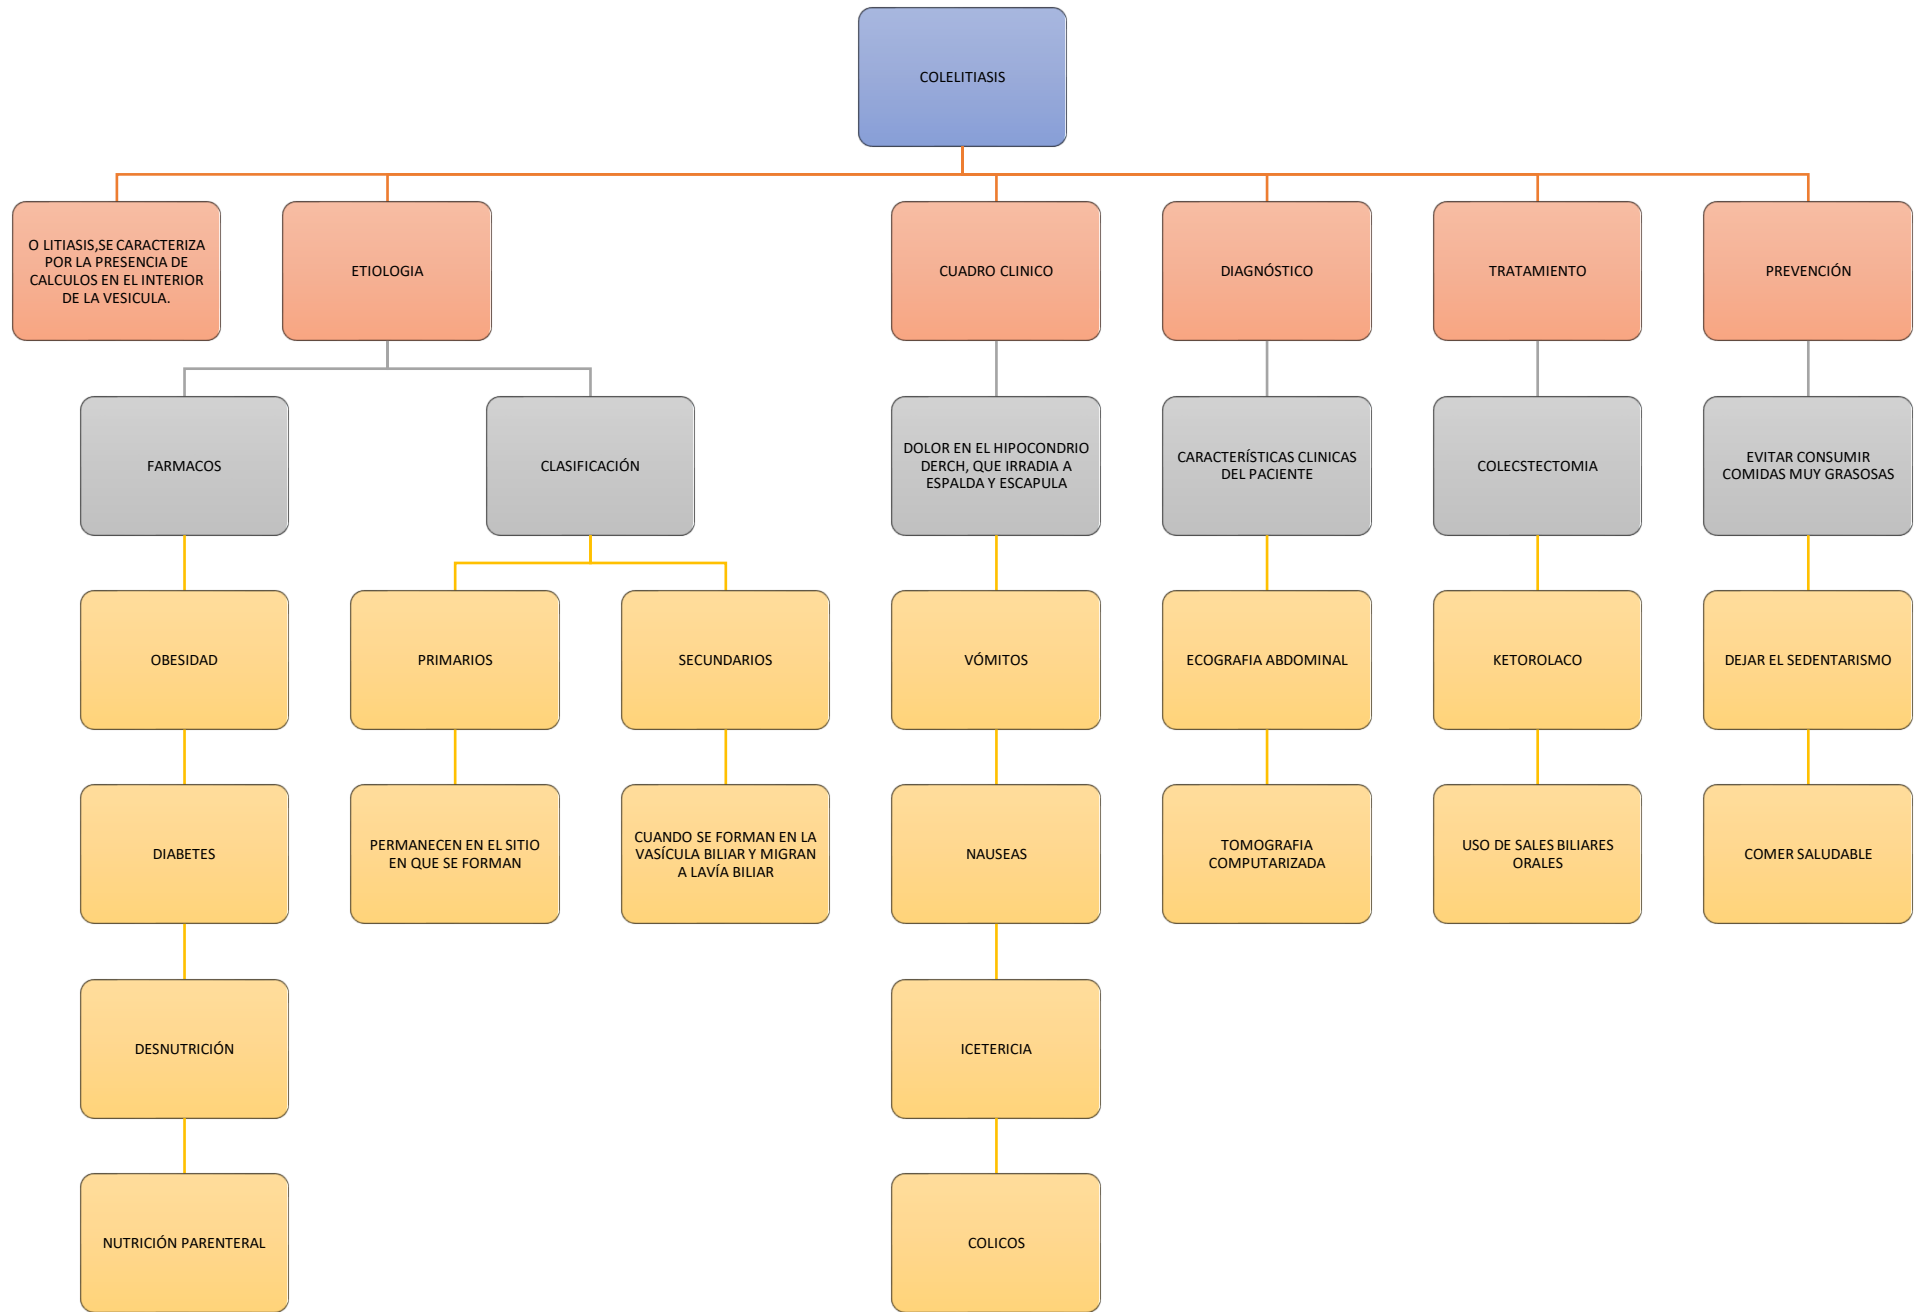 COLELITIASIS
O LITIASIS,SE CARACTERIZA
POR LA PRESENCIA DE
CALCULOS EN EL INTERIOR
DE LA VESICULA.
ETIOLOGIA
CUADRO CLINICO
DIAGNÓSTICO
TRATAMIENTO
PREVENCIÓN
FARMACOS
CLASIFICACIÓN
DOLOR EN EL HIPOCONDRIO
DERCH, QUE IRRADIA A
ESPALDA Y ESCAPULA
CARACTERÍSTICAS CLINICAS
DEL PACIENTE
COLECSTECTOMIA
EVITAR CONSUMIR
COMIDAS MUY GRASOSAS
OBESIDAD
PRIMARIOS
SECUNDARIOS
VÓMITOS
ECOGRAFIA ABDOMINAL
KETOROLACO
DEJAR EL SEDENTARISMO
DIABETES
PERMANECEN EN EL SITIO
EN QUE SE FORMAN
CUANDO SE FORMAN EN LA
VASÍCULA BILIAR Y MIGRAN
A LAVÍA BILIAR
NAUSEAS
TOMOGRAFIA
COMPUTARIZADA
USO DE SALES BILIARES
ORALES
COMER SALUDABLE
DESNUTRICIÓN
ICETERICIA
NUTRICIÓN PARENTERAL
COLICOS